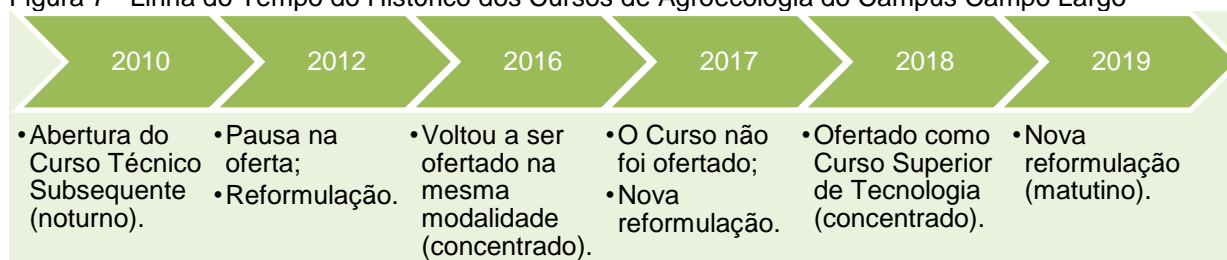 Figura 7 - Linha do Tempo do Histórico dos Cursos de Agroecologia do Campus Campo Largo
2010
2012
2016
2017
2018
2019
•Abertura do
Curso Técnico
Subsequente
(noturno).
•Pausa na
oferta;
•Reformulação.
•Voltou a ser
ofertado na
mesma
modalidade
(concentrado).
•O Curso não
foi ofertado;
•Nova
reformulação.
•Ofertado como
Curso Superior
de Tecnologia
(concentrado).
•Nova
reformulação
(matutino).